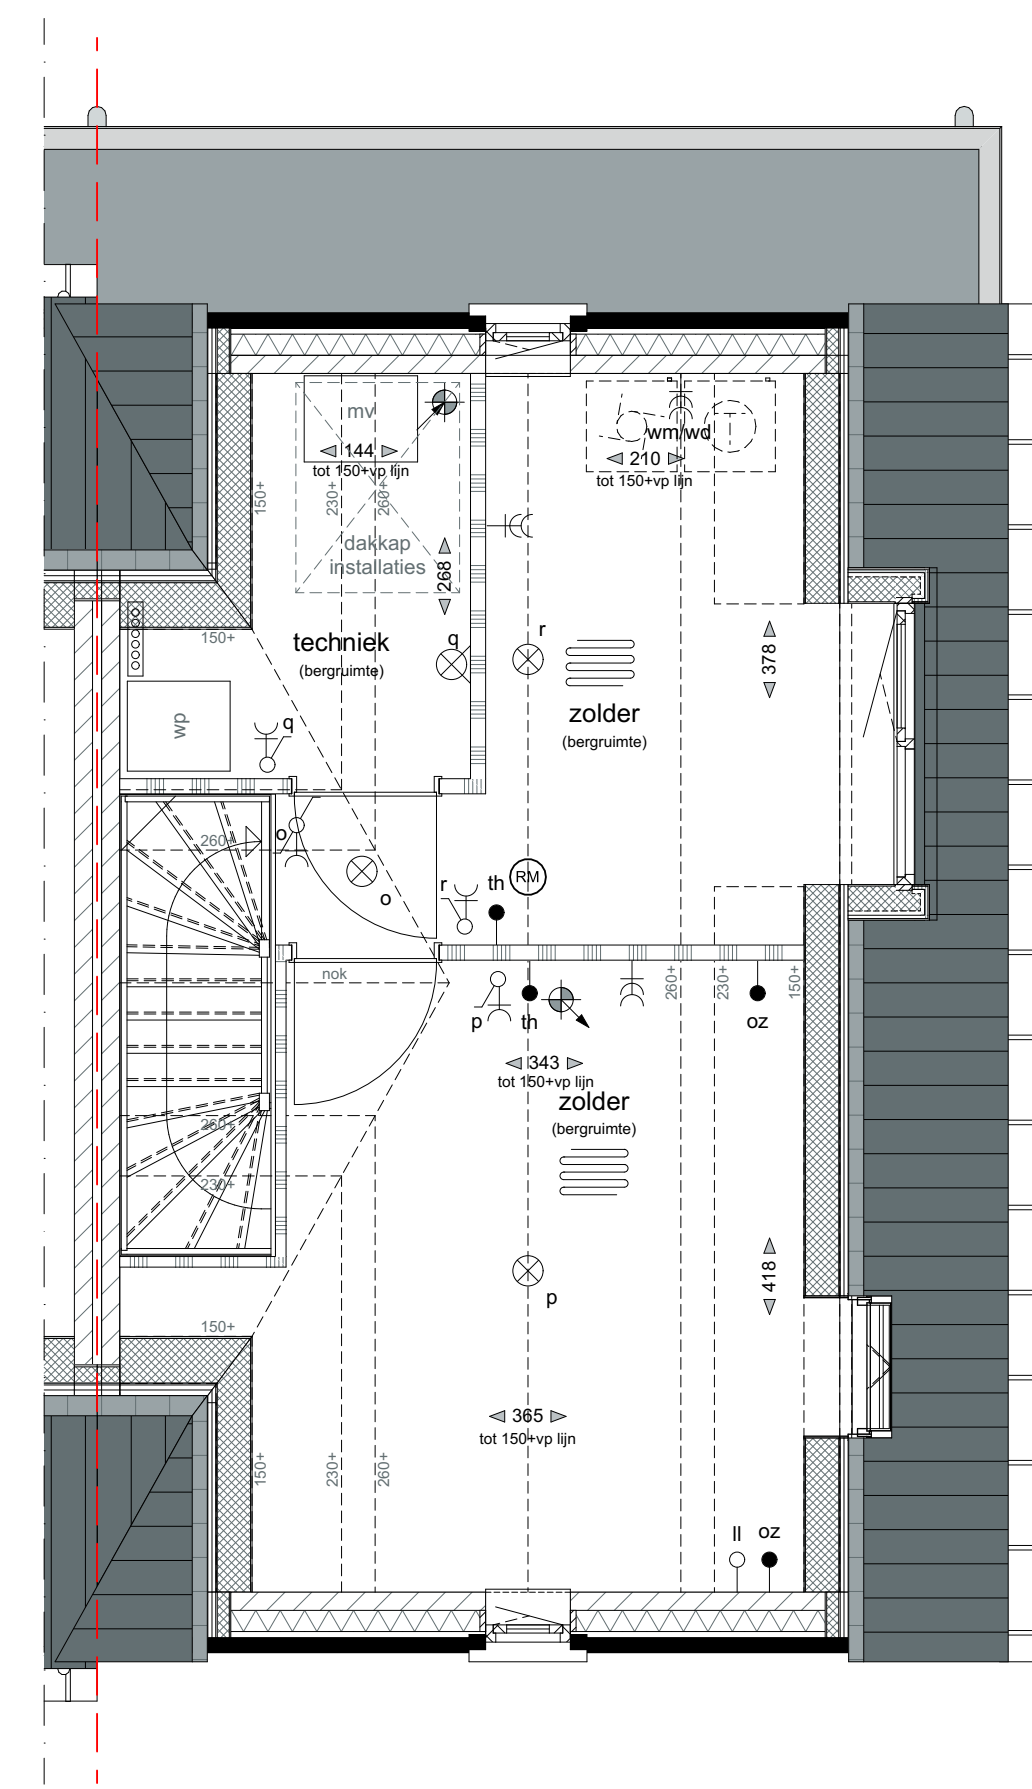 mv
144
tot 150+vp lijn
wm/wd
210
tot 150+vp lijn
150+
230+
260+
dakkap
installaties
268
150+
techniek
(bergruimte)
q
r
378
zolder
(bergruimte)
wp
q
260+
o
o
r
th
RM
nok
p
th
260+
230+
150+
oz
343
tot 150+vp lijn
zolder
(bergruimte)
260+
230+
418
p
150+
365
tot 150+vp lijn
150+
230+
260+
ll
oz